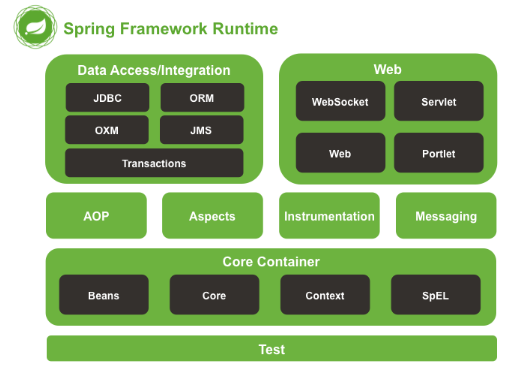 Spring Framework Runtime
Data Access/Integration
JDBC
ORM
OXM
JMS
Transactions
Web
WebSocket
Servlet
Web
Portlet
AOP
Aspects
Instrumentation
Messaging
Core Container
Beans
Core
Context
SpEL
Test